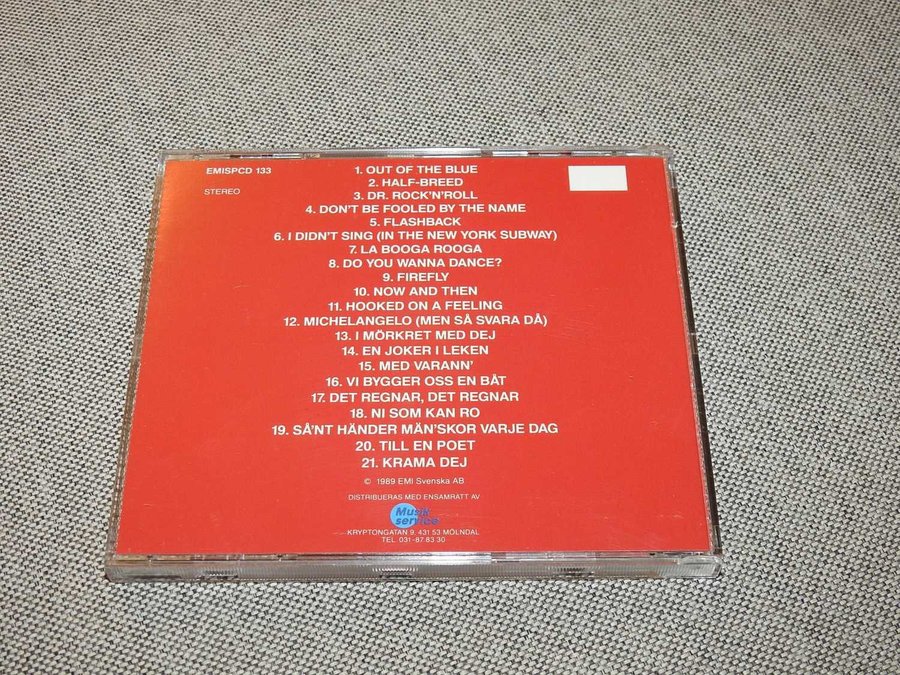 EMISPCD 133
STEREO
1. OUT OF THE BLUE
2. HALF-BREED
3. DR. ROCK'N'ROLL
4. DON'T BE FOOLED BY THE NAME
5. FLASHBACK
6. I DIDN'T SING (IN THE NEW YORK SUBWAY)
7. LA BOOGA ROOGA
8. DO YOU WANNA DANCE?
9. FIREFLY
10. NOW AND THEN
11. HOOKED ON A FEELING
12. MICHELANGELO (MEN SÅ SVARA DÅ)
13. I MÖRKRET MED DEJ
14. EN JOKER I LEKEN
15. MED VARANN'
16. VI BYGGER OSS EN BÅT
17. DET REGNAR, DET REGNAR
18. NI SOM KAN RO
19. SÅ'NT HÄNDER MÄN'SKOR VARJE DAG
20. TILL EN POET
21. KRAMA DEJ
© 1989 EMI Svenska AB
DISTRIBUERAS MED ENSAMRATT AV
Musik
service
KRYPTONGATAN 9, 431 53 MÖLNDAL
TEL. 031-87 83 30